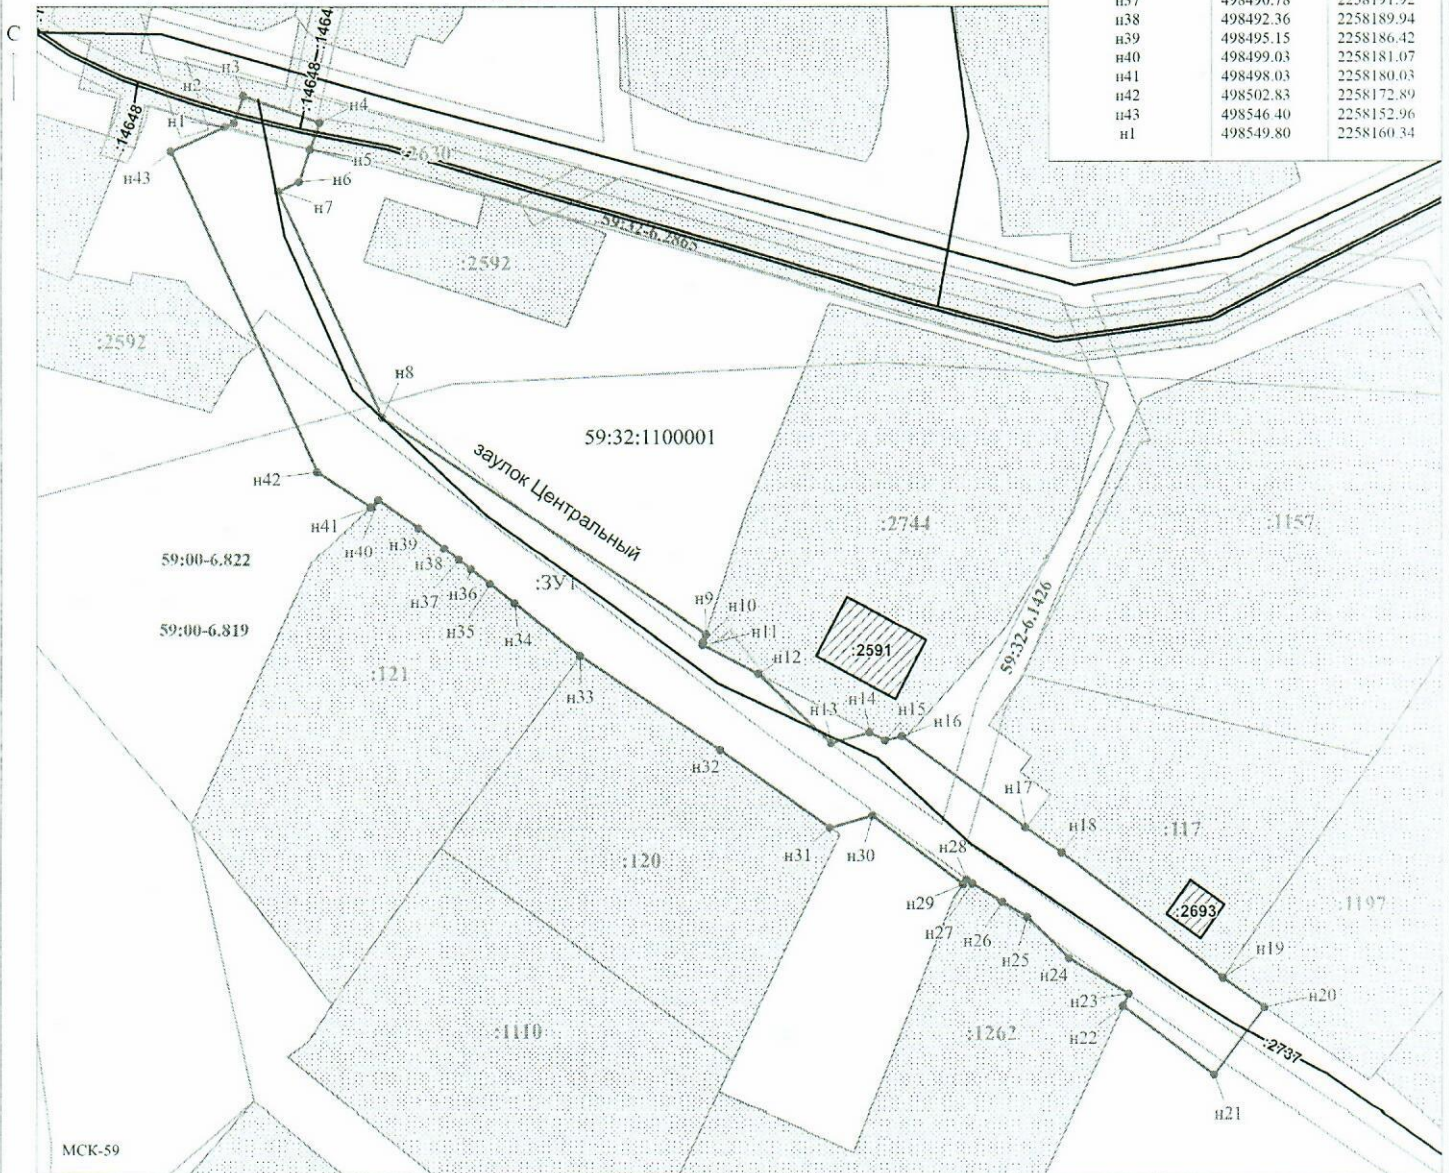 С
н38 498492.36 2258189.94
н39 498495.15 2258186.42
н40 498499.03 2258181.07
н41 498498.03 2258180.03
н42 498502.83 2258172.89
н43 498546.40 2258152.96
н1 498549.80 2258160.34
:14648
:14648
:14648
н3
н2
н4
н1
н5
:2630
н43
н6
н7
59:32-6.2865
:2592
:2592
н8
59:32:1100001
заулок Центральный
н42
:2744
:1157
н41
н40
н39
59:00-6.822
н38
:ЗУ1
н37
н36
н35
н34
59:00-6.819
н9
н10
н11
н12
:2591
59:32-6.1426
:121
н33
н13
н14
н15
н16
н32
н17
н18
:117
н31
н30
н28
:120
н29
н27
н26
н25
:2693
:1197
н24
н19
н23
н20
н22
:1110
:1262
:2737
н21
МСК-59